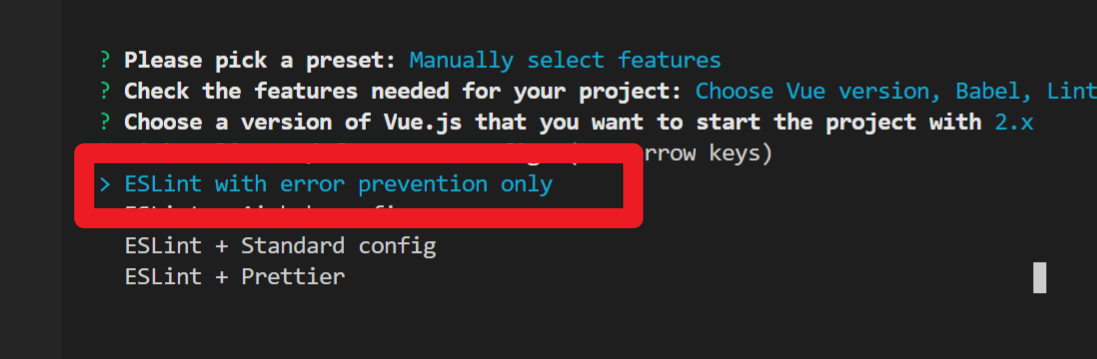 ? Please pick a preset: Manually select features
? Check the features needed for your project: Choose Vue version, Babel, Lint
? Choose a version of Vue.js that you want to start the project with 2.x
rrow keys)
> ESLint with error prevention only
ESLint + Standard config
ESLint + Prettier